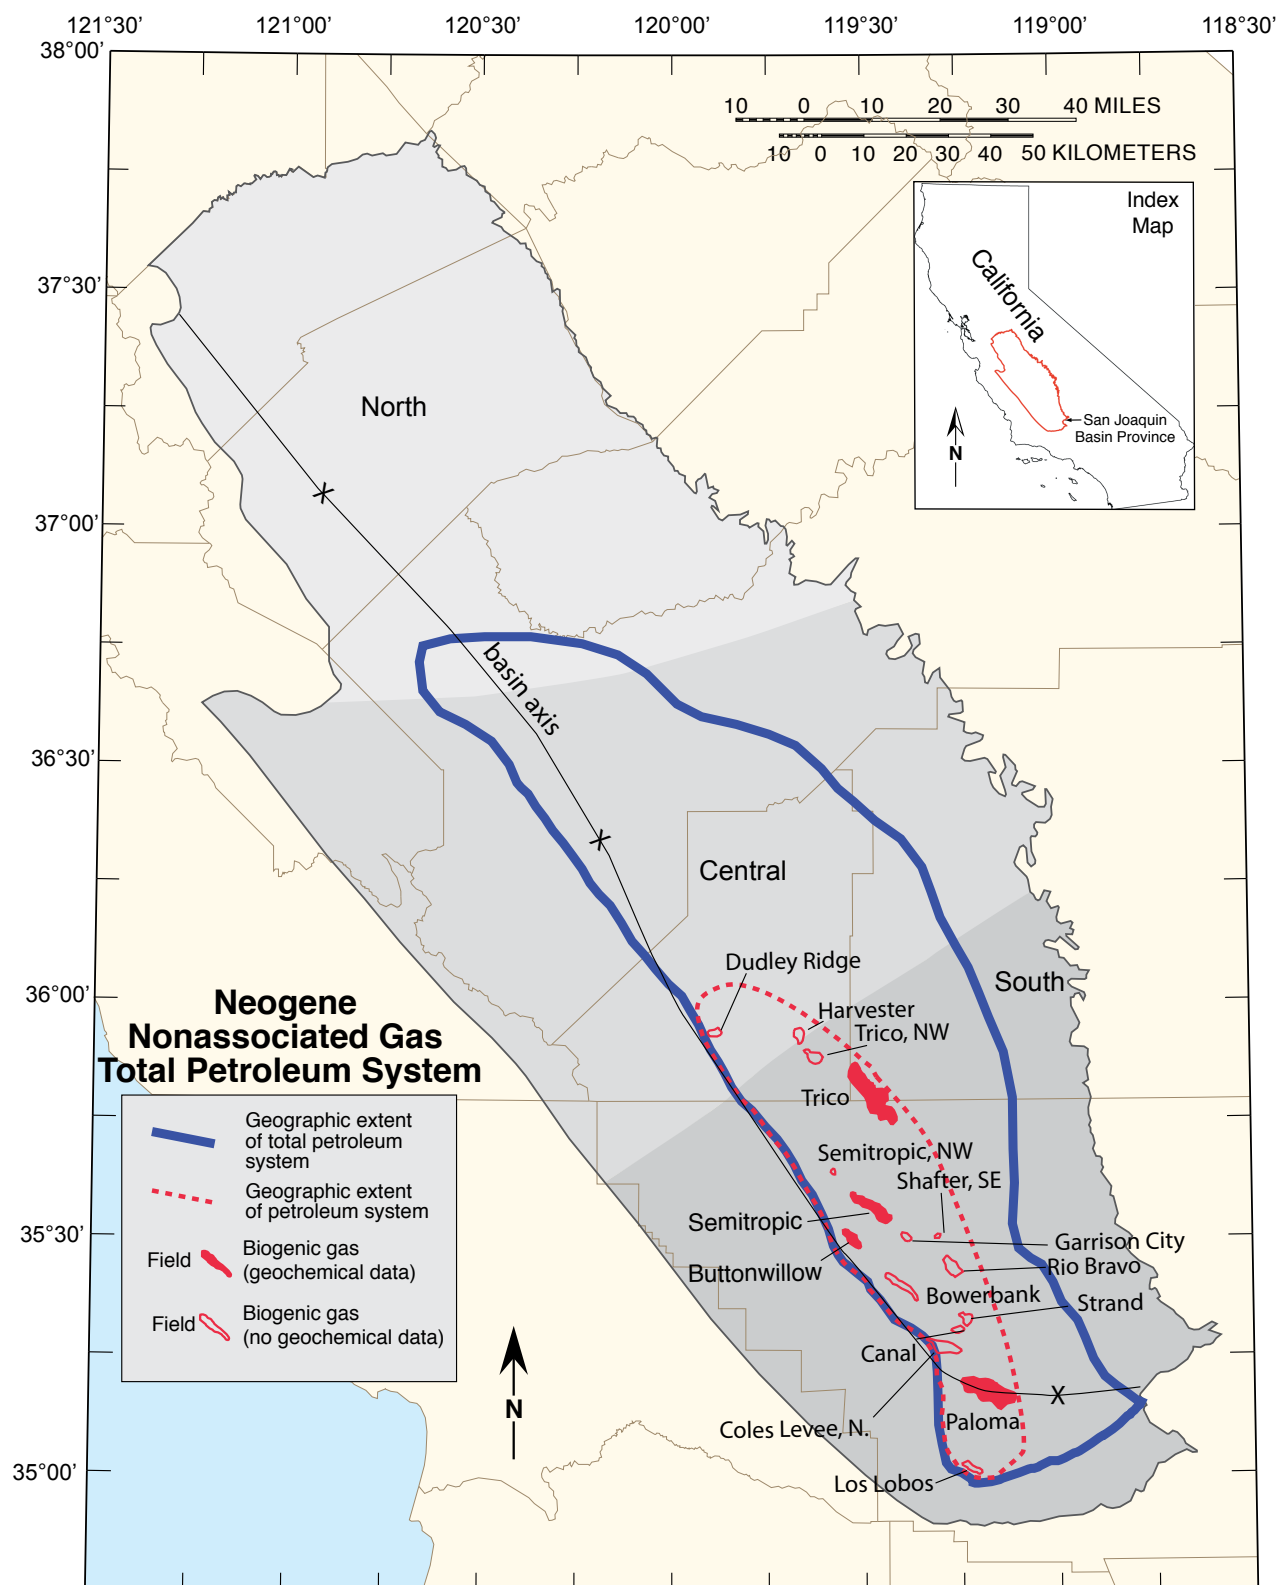 121°30’
121°00’
120°30’
120°00’
119°30’
119°00’
118°30’
38°00’
37°30’
37°00’
36°30’
36°00’
35°30’
35°00’
10 0 10 20 30 40 MILES
10 0 10 20 30 40 50 KILOMETERS
Index
Map
California
San Joaquin
Basin Province
N
North
basin axis
Central
South
Dudley Ridge
Harvester
Trico, NW
Trico
Semitropic, NW
Shafter, SE
Semitropic
Garrison City
Buttonwillow
Rio Bravo
Bowerbank
Strand
Canal
Paloma
Coles Levee, N.
Los Lobos
X
X
X
Neogene
Nonassociated Gas
Total Petroleum System
Geographic extent
of total petroleum
system
Geographic extent
of petroleum system
Field
Biogenic gas
(geochemical data)
Field
Biogenic gas
(no geochemical data)
N